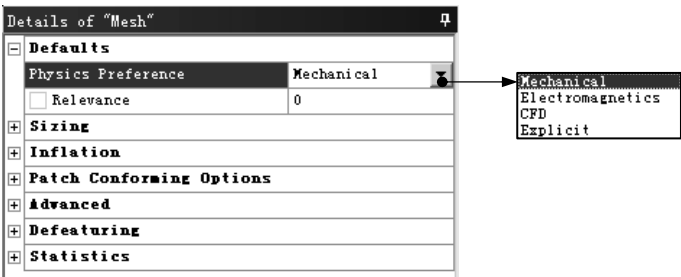 Details of "Mesh"
Defaults
Physics Preference Mechanical
Relevance 0
Sizing
Inflation
Patch Conforming Options
Advanced
Defeaturing
Statistics
Mechanical
Electromagnetics
CFD
Explicit